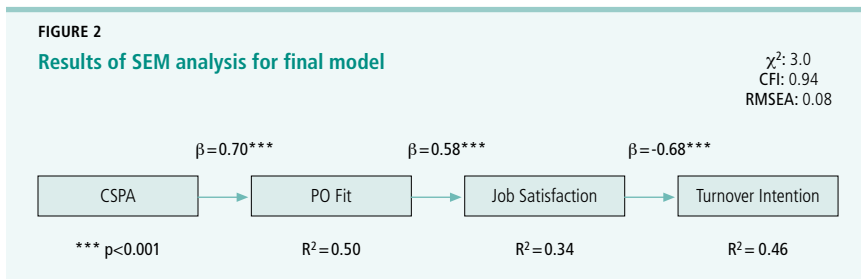 FIGURE 2
Results of SEM analysis for final model
χ²: 3.0
CFI: 0.94
RMSEA: 0.08
β=0.70*** β=0.58*** β=-0.68***
CSPA PO Fit Job Satisfaction Turnover Intention
*** p<0.001 R²=0.50 R²=0.34 R²=0.46